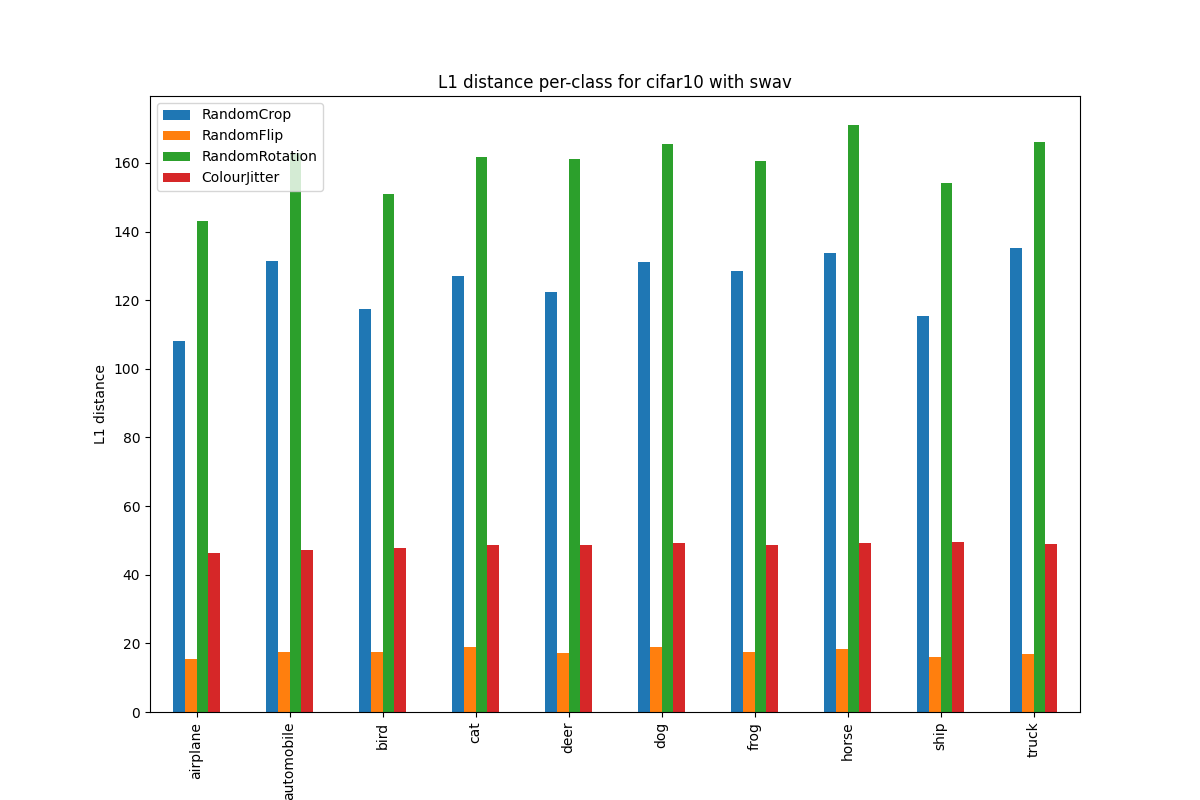 L1 distance per-class for cifar10 with swav
RandomCrop
RandomFlip
RandomRotation
ColourJitter
L1 distance
160
140
120
100
80
60
40
20
0
airplane
automobile
bird
cat
deer
dog
frog
horse
ship
truck